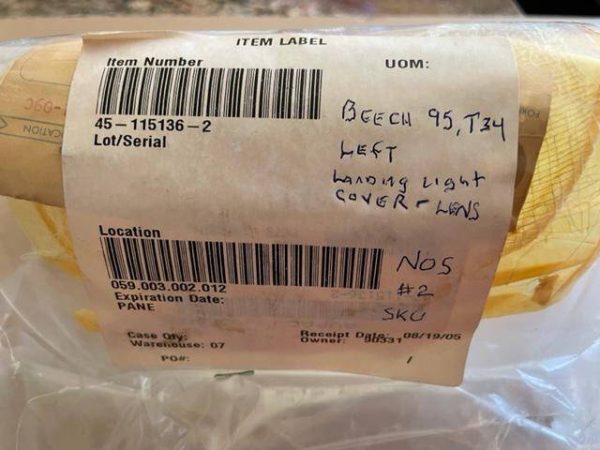 ITEM LABEL
Item Number
UOM:
45-115136-2
Lot/Serial
BEECH 95, T34
LEFT
LANDING LIGHT
COVER - LENS
Location
059.003.002.012
Expiration Date:
PANE
NOS
#2
Case Qty:
Warehouse: 07
Receipt Date: 08/19/05
Owner: 90331
PO#: